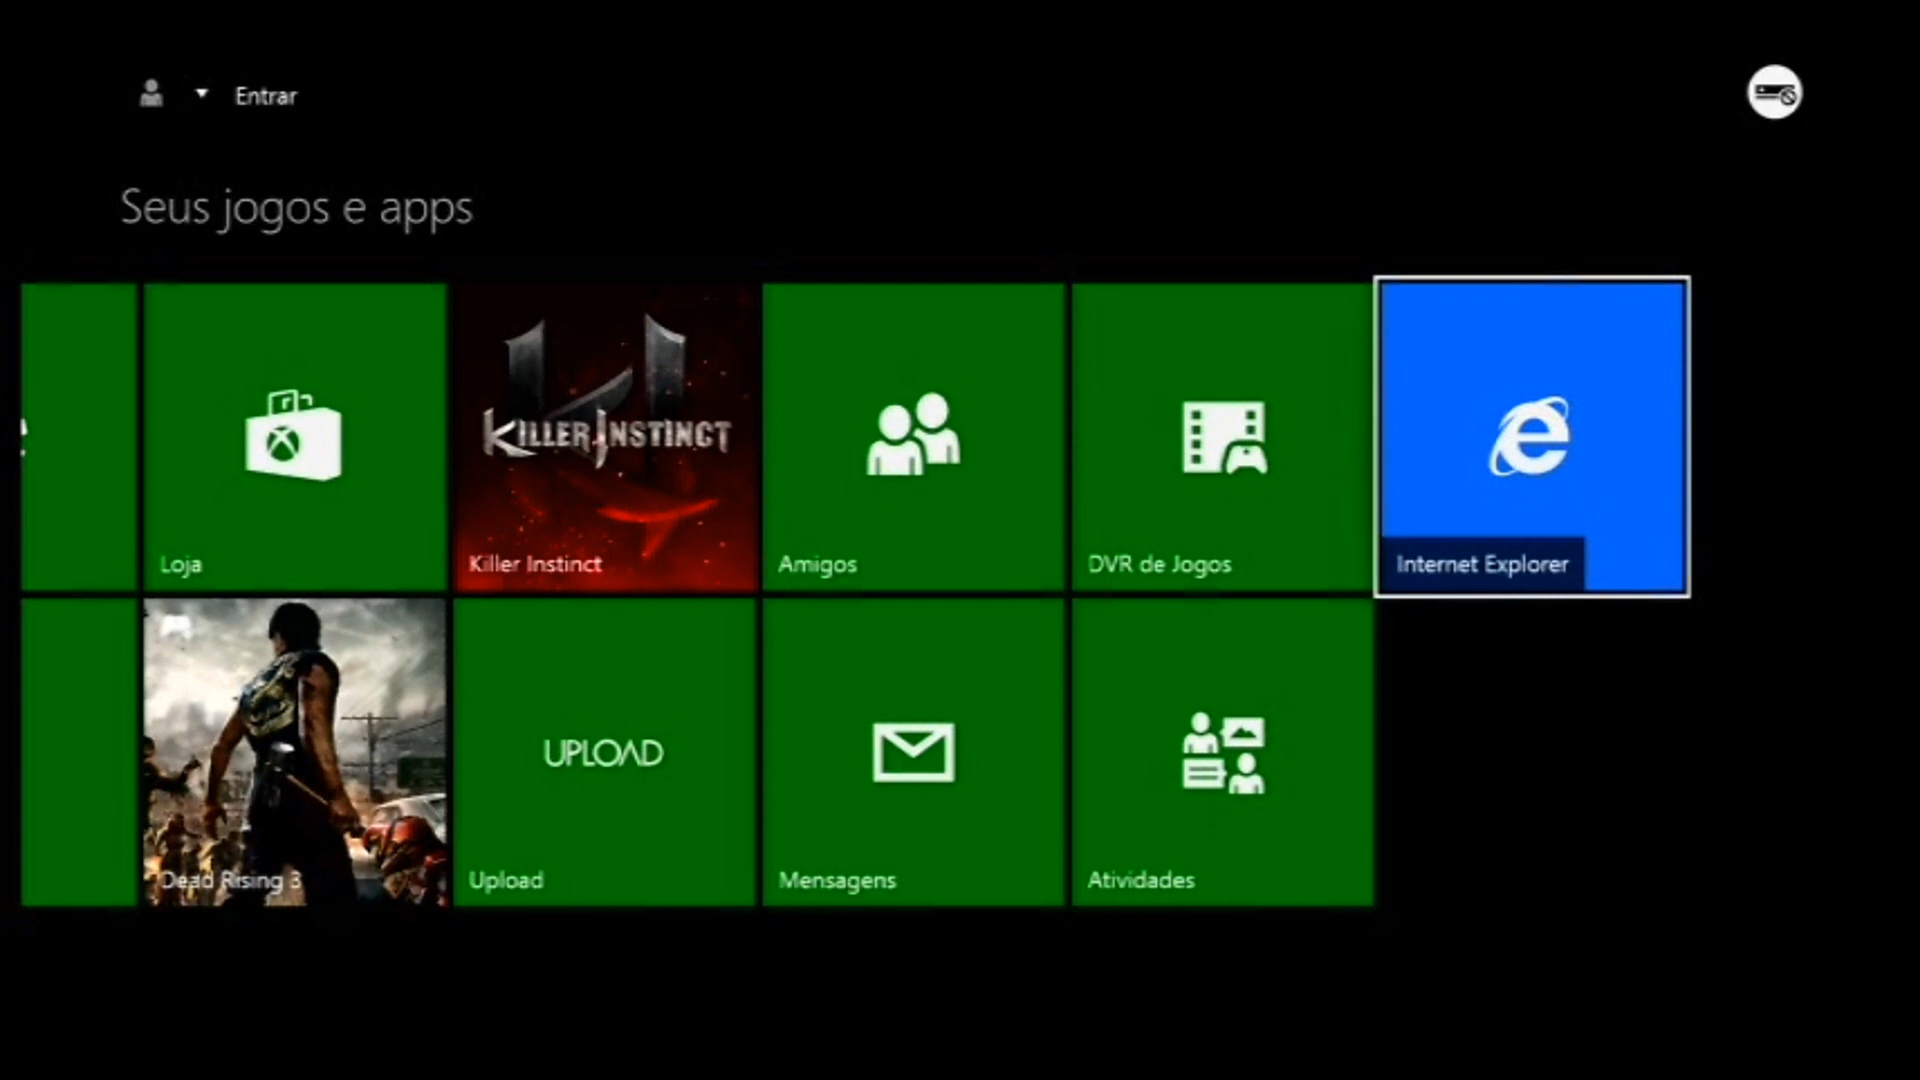 Entrar
Seus jogos e apps
Loja
KILLER INSTINCT
Killer Instinct
Amigos
DVR de Jogos
Internet Explorer
Dead Rising 3
UPLOAD
Upload
Mensagens
Atividades